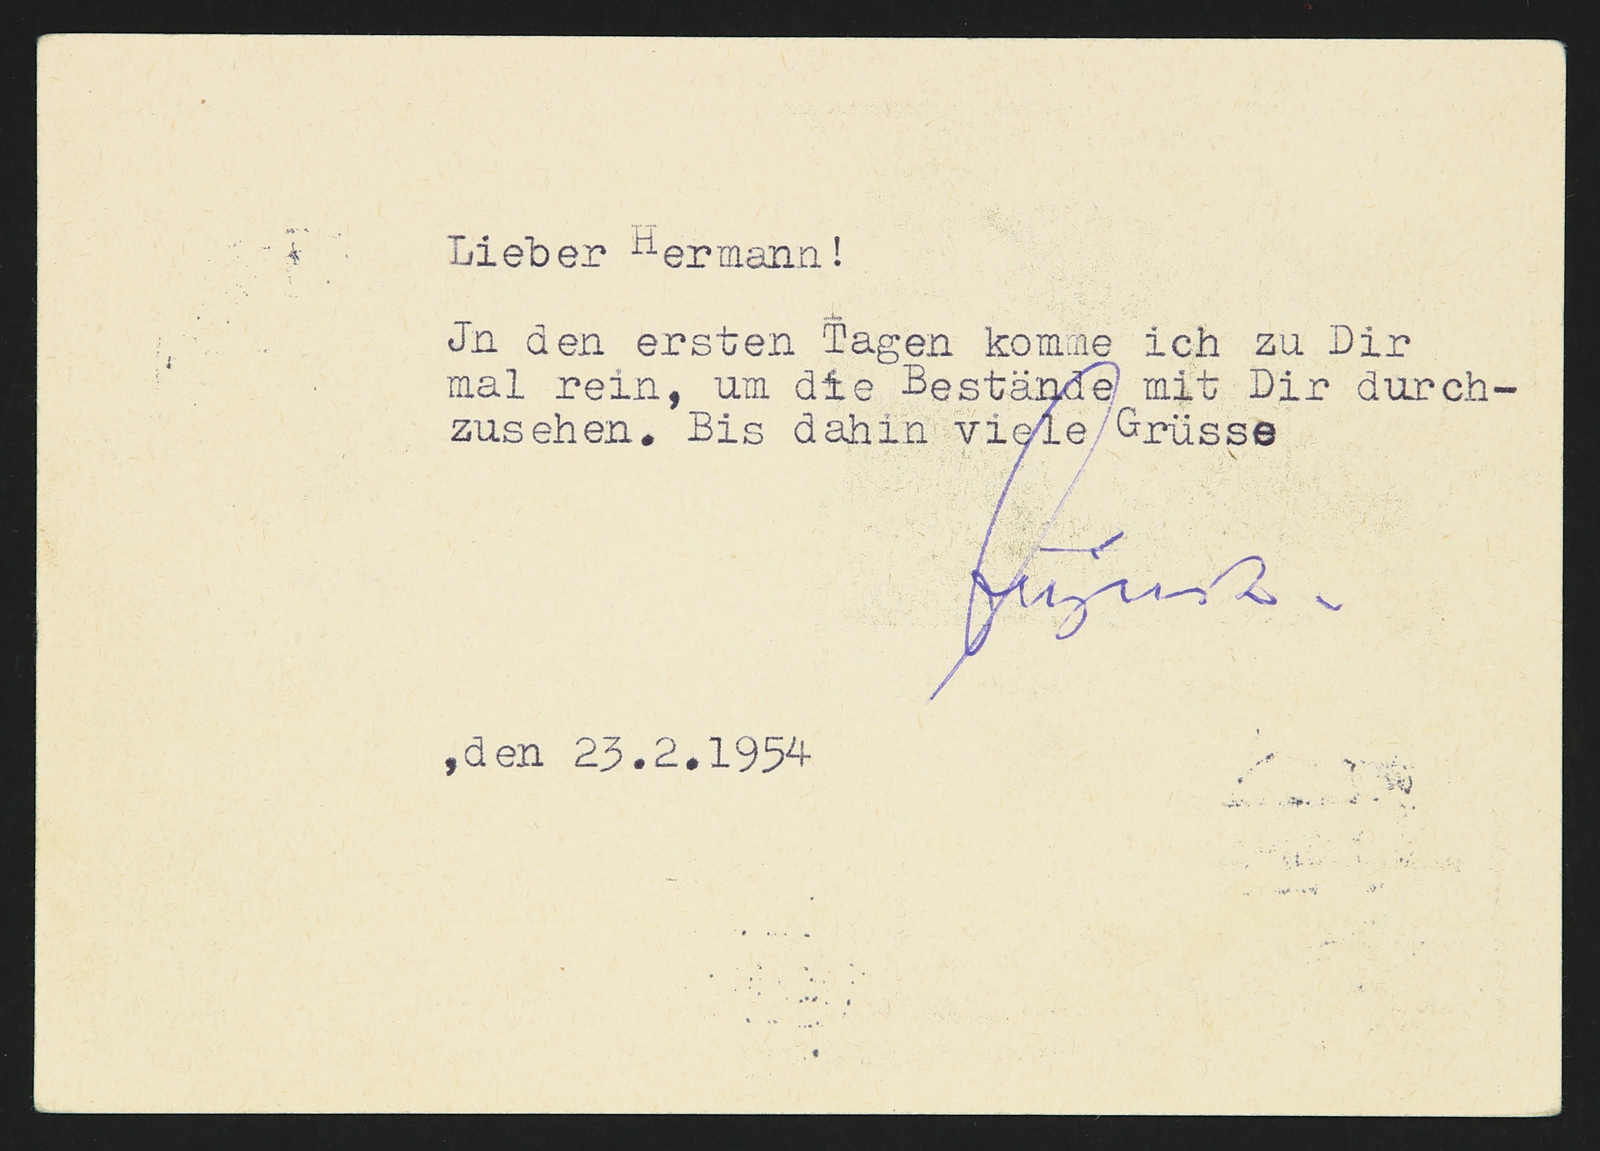 Lieber Hermann!
Jn den ersten Tagen komme ich zu Dir
mal rein, um die Bestände mit Dir durch-
zusehen. Bis dahin viele Grüsse
,den 23.2.1954